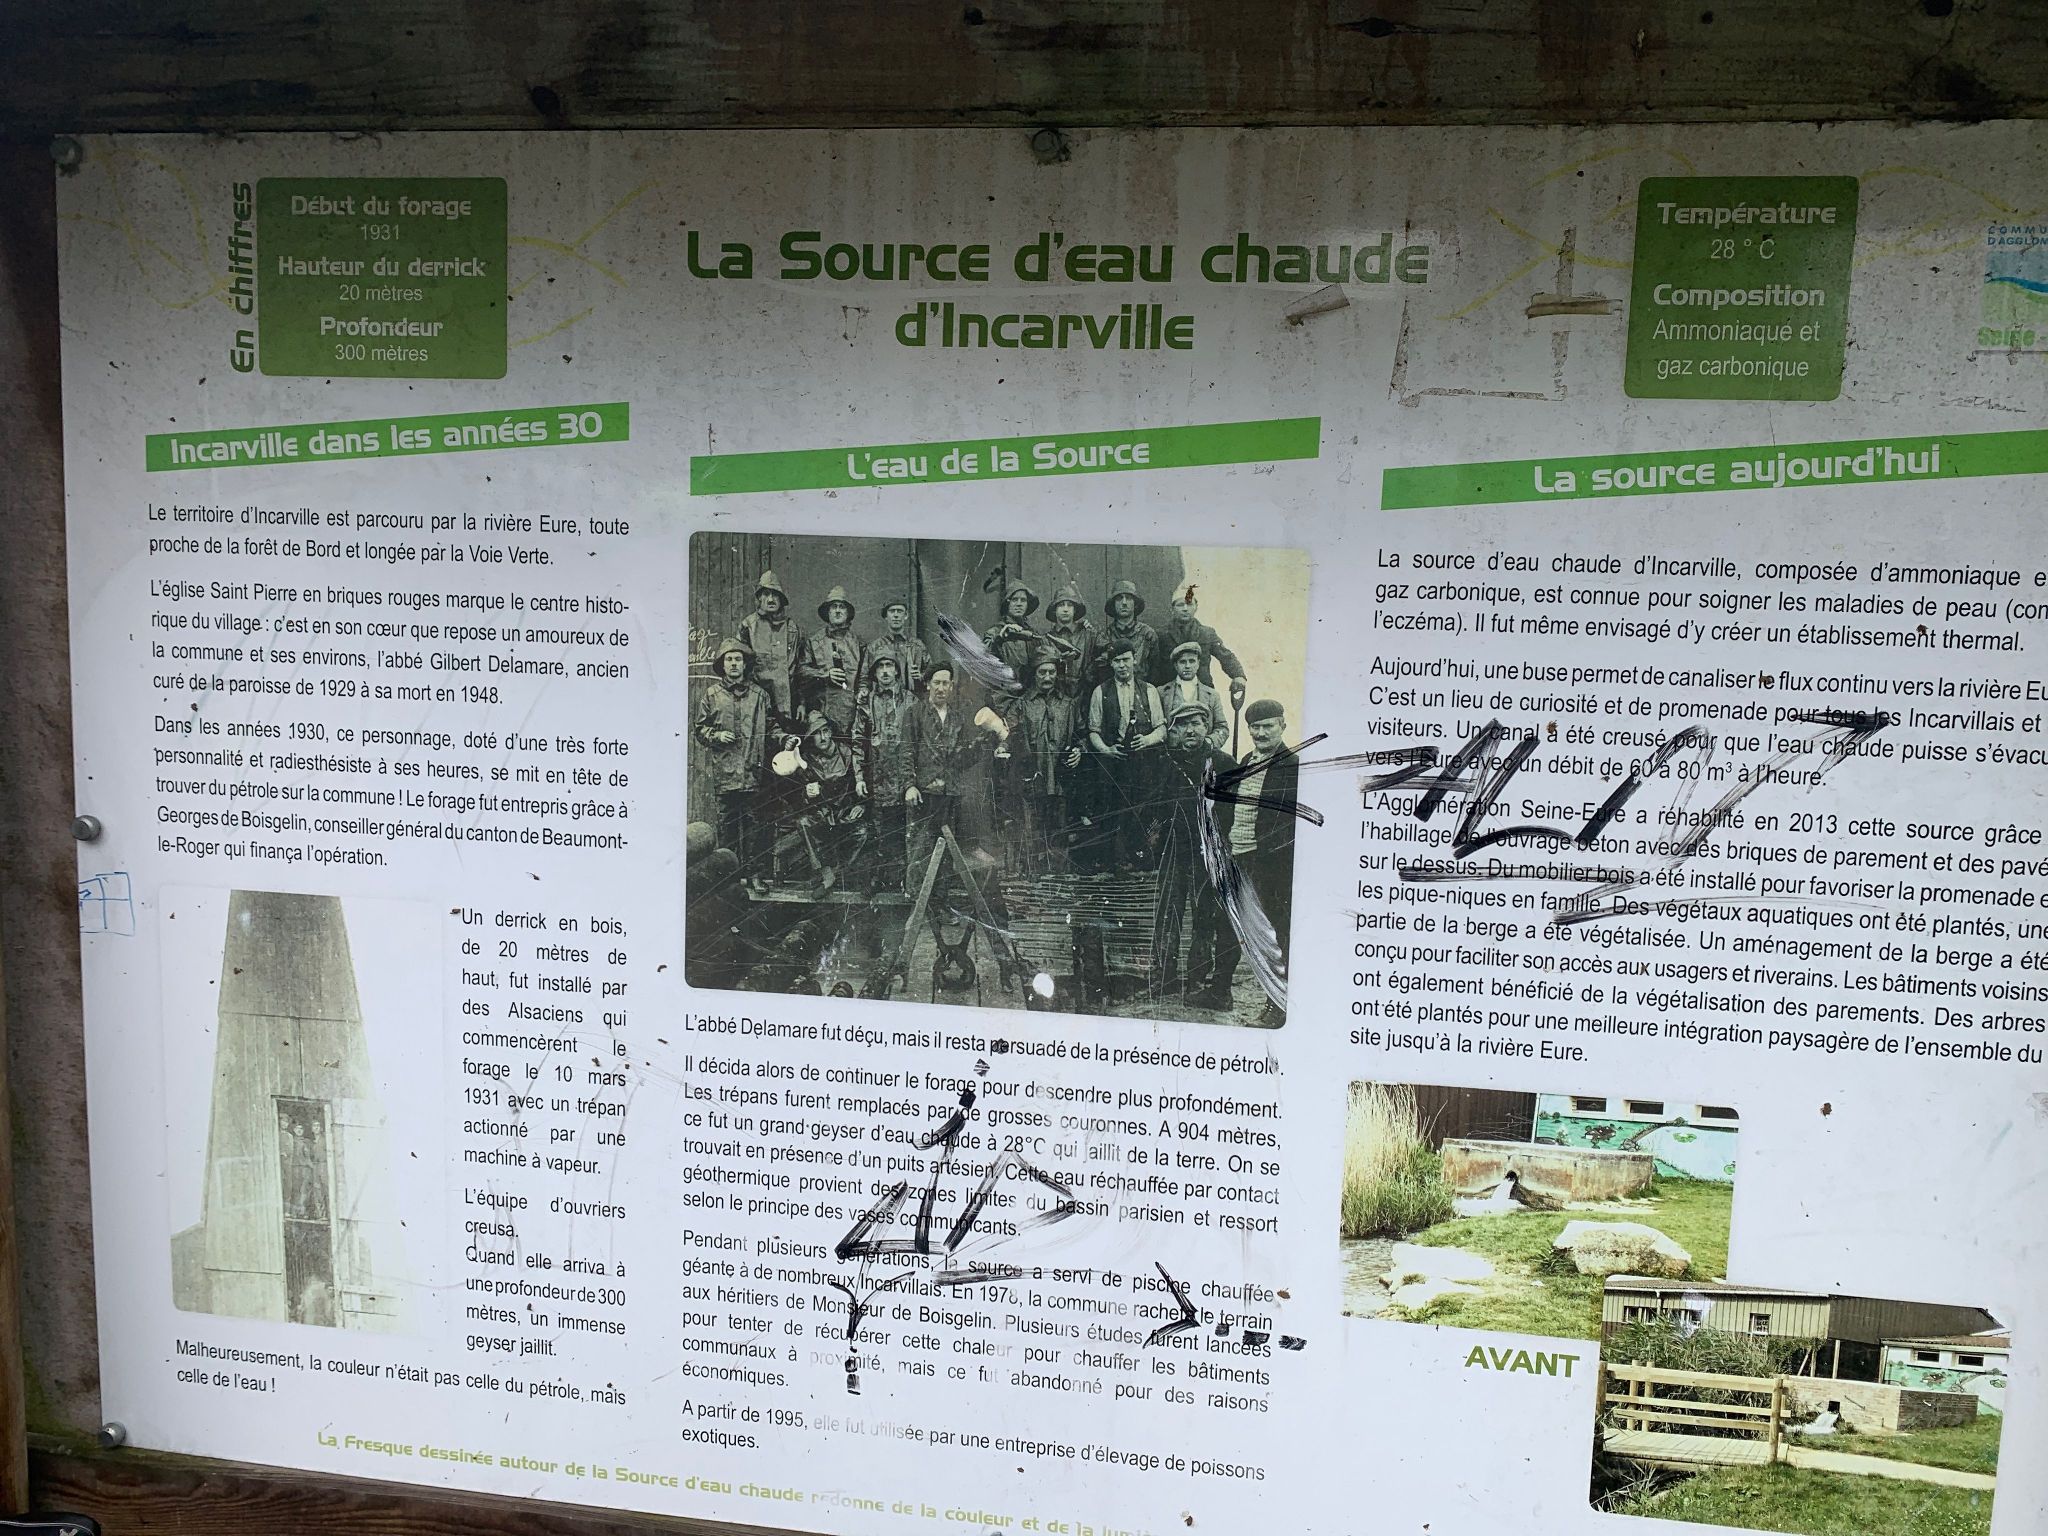 En chiffres
Début du forage
1931
Hauteur du derrick
20 mètres
Profondeur
300 mètres
La Source d'eau chaude
d'Incarville
Température
28 ° C
Composition
Ammoniaque et
gaz carbonique
COMMU
D'AGGLOM
Seine -
Incarville dans les années 30
Le territoire d'Incarville est parcouru par la rivière Eure, toute
proche de la forêt de Bord et longée par la Voie Verte.
L'église Saint Pierre en briques rouges marque le centre histo-
rique du village : c'est en son cœur que repose un amoureux de
la commune et ses environs, l'abbé Gilbert Delamare, ancien
curé de la paroisse de 1929 à sa mort en 1948.
Dans les années 1930, ce personnage, doté d'une très forte
personnalité et radiesthésiste à ses heures, se mit en tête de
trouver du pétrole sur la commune ! Le forage fut entrepris grâce à
Georges de Boisgelin, conseiller général du canton de Beaumont-
le-Roger qui finança l'opération.
Un derrick en bois,
de 20 mètres de
haut, fut installé par
des Alsaciens qui
commencèrent le
forage le 10 mars
1931 avec un trépan
actionné par une
machine à vapeur.
L'équipe d'ouvriers
creusa.
Quand elle arriva à
une profondeur de 300
mètres, un immense
geyser jaillit.
Malheureusement, la couleur n'était pas celle du pétrole, mais
celle de l'eau !
L'eau de la Source
L'abbé Delamare fut déçu, mais il resta persuadé de la présence de pétrole.
Il décida alors de continuer le forage pour descendre plus profondément.
Les trépans furent remplacés par de grosses couronnes. A 904 mètres,
ce fut un grand geyser d'eau chaude à 28°C qui jaillit de la terre. On se
trouvait en présence d'un puits artésien. Cette eau réchauffée par contact
géothermique provient des zones limites du bassin parisien et ressort
selon le principe des vases communicants.
Pendant plusieurs générations, la source a servi de piscine chauffée
géante à de nombreux Incarvillais. En 1978, la commune rachete le terrain
aux héritiers de Monsieur de Boisgelin. Plusieurs études furent lancées
pour tenter de récupérer cette chaleur pour chauffer les bâtiments
communaux à proximité, mais ce fut abandonné pour des raisons
économiques.
A partir de 1995, elle fut utilisée par une entreprise d'élevage de poissons
exotiques.
La source aujourd'hui
La source d'eau chaude d'Incarville, composée d'ammoniaque e
gaz carbonique, est connue pour soigner les maladies de peau (com
l'eczéma). Il fut même envisagé d'y créer un établissement thermal.
Aujourd'hui, une buse permet de canaliser le flux continu vers la rivière Eu
C'est un lieu de curiosité et de promenade pour tous les Incarvillais et
visiteurs. Un canal a été creusé pour que l'eau chaude puisse s'évacu
vers l'Eure avec un débit de 60 à 80 m³ à l'heure.
L'Agglomération Seine-Eure a réhabilité en 2013 cette source grâce
l'habillage de l'ouvrage béton avec des briques de parement et des pavé
sur le dessus. Du mobilier bois a été installé pour favoriser la promenade e
les pique-niques en famille. Des végétaux aquatiques ont été plantés, une
partie de la berge a été végétalisée. Un aménagement de la berge a été
conçu pour faciliter son accès aux usagers et riverains. Les bâtiments voisins
ont également bénéficié de la végétalisation des parements. Des arbres
ont été plantés pour une meilleure intégration paysagère de l'ensemble du
site jusqu'à la rivière Eure.
AVANT
La Fresque dessinée autour de la Source d'eau chaude redonne de la couleur et de la lumiè